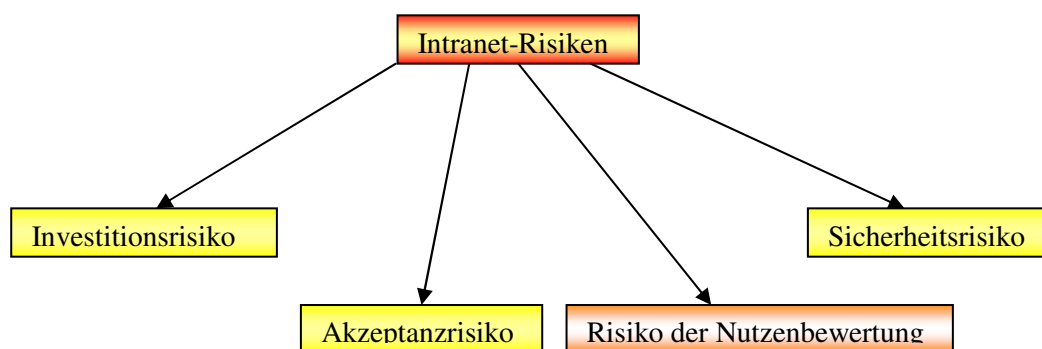 Intranet-Risiken
Investitionsrisiko
Sicherheitsrisiko
Akzeptanzrisiko
Risiko der Nutzenbewertung